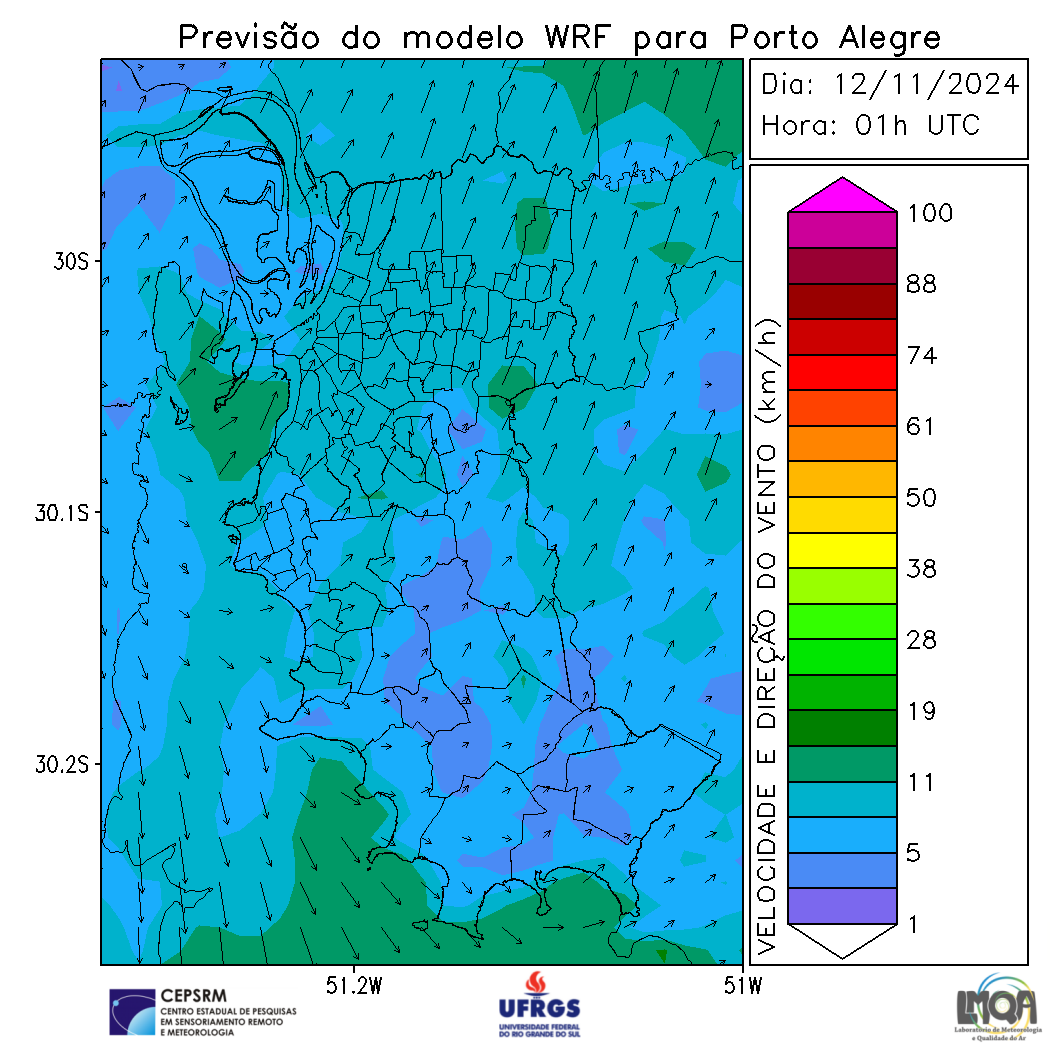 Previsão do modelo WRF para Porto Alegre
Dia: 12/11/2024
Hora: 01h UTC
30S
30.1S
30.2S
51.2W
51W
VELOCIDADE E DIREÇÃO DO VENTO (km/h)
100
88
74
61
50
38
28
19
11
5
1
CEPSRM
CENTRO ESTADUAL DE PESQUISAS
EM SENSORIAMENTO REMOTO
E METEOROLOGIA
UFRGS
UNIVERSIDADE FEDERAL
DO RIO GRANDE DO SUL
LMQA
Laboratório de Meteorologia
e Qualidade do Ar